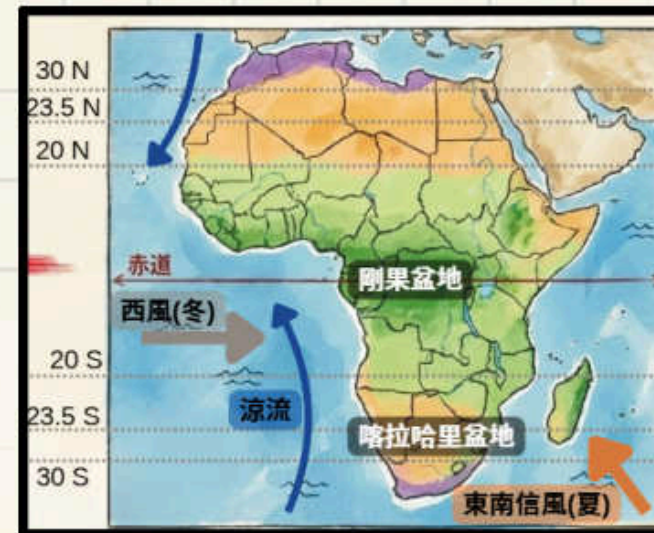 30 N
23.5 N
20 N
赤道
剛果盆地
西風(冬)
20 S
涼流
23.5 S
喀拉哈里盆地
30 S
東南信風(夏)